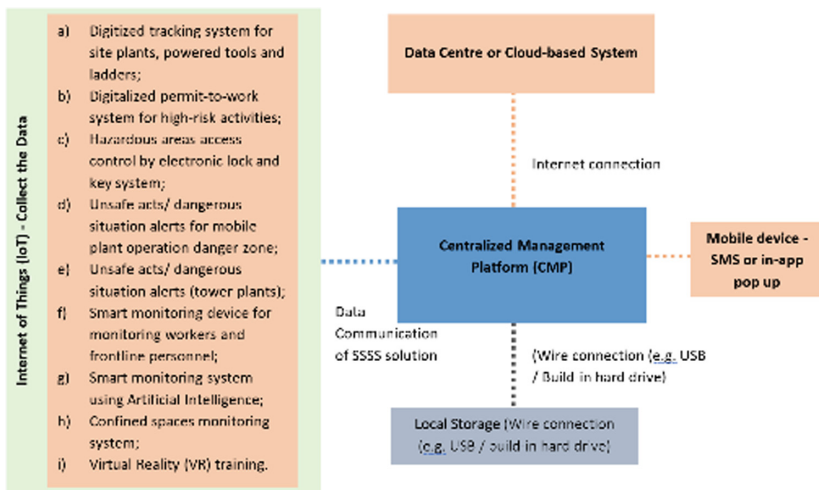 Internet of Things (IoT) - Collect the Data
a) Digitized tracking system for
site plants, powered tools and
ladders;
b) Digitalized permit-to-work
system for high-risk activities;
c) Hazardous areas access
control by electronic lock and
key system;
d) Unsafe acts/ dangerous
situation alerts for mobile
plant operation danger zone;
e) Unsafe acts/ dangerous
situation alerts (tower plants);
f) Smart monitoring device for
monitoring workers and
frontline personnel;
g) Smart monitoring system
using Artificial Intelligence;
h) Confined spaces monitoring
system;
i) Virtual Reality (VR) training.
Data Centre or Cloud-based System
Internet connection
Centralized Management
Platform (CMP)
Mobile device -
SMS or in-app
pop up
Data
Communication
of SSSS solution
(Wire connection (e.g. USB
/ Build in hard drive)
Local Storage (Wire connection
(e.g. USB / build in hard drive)